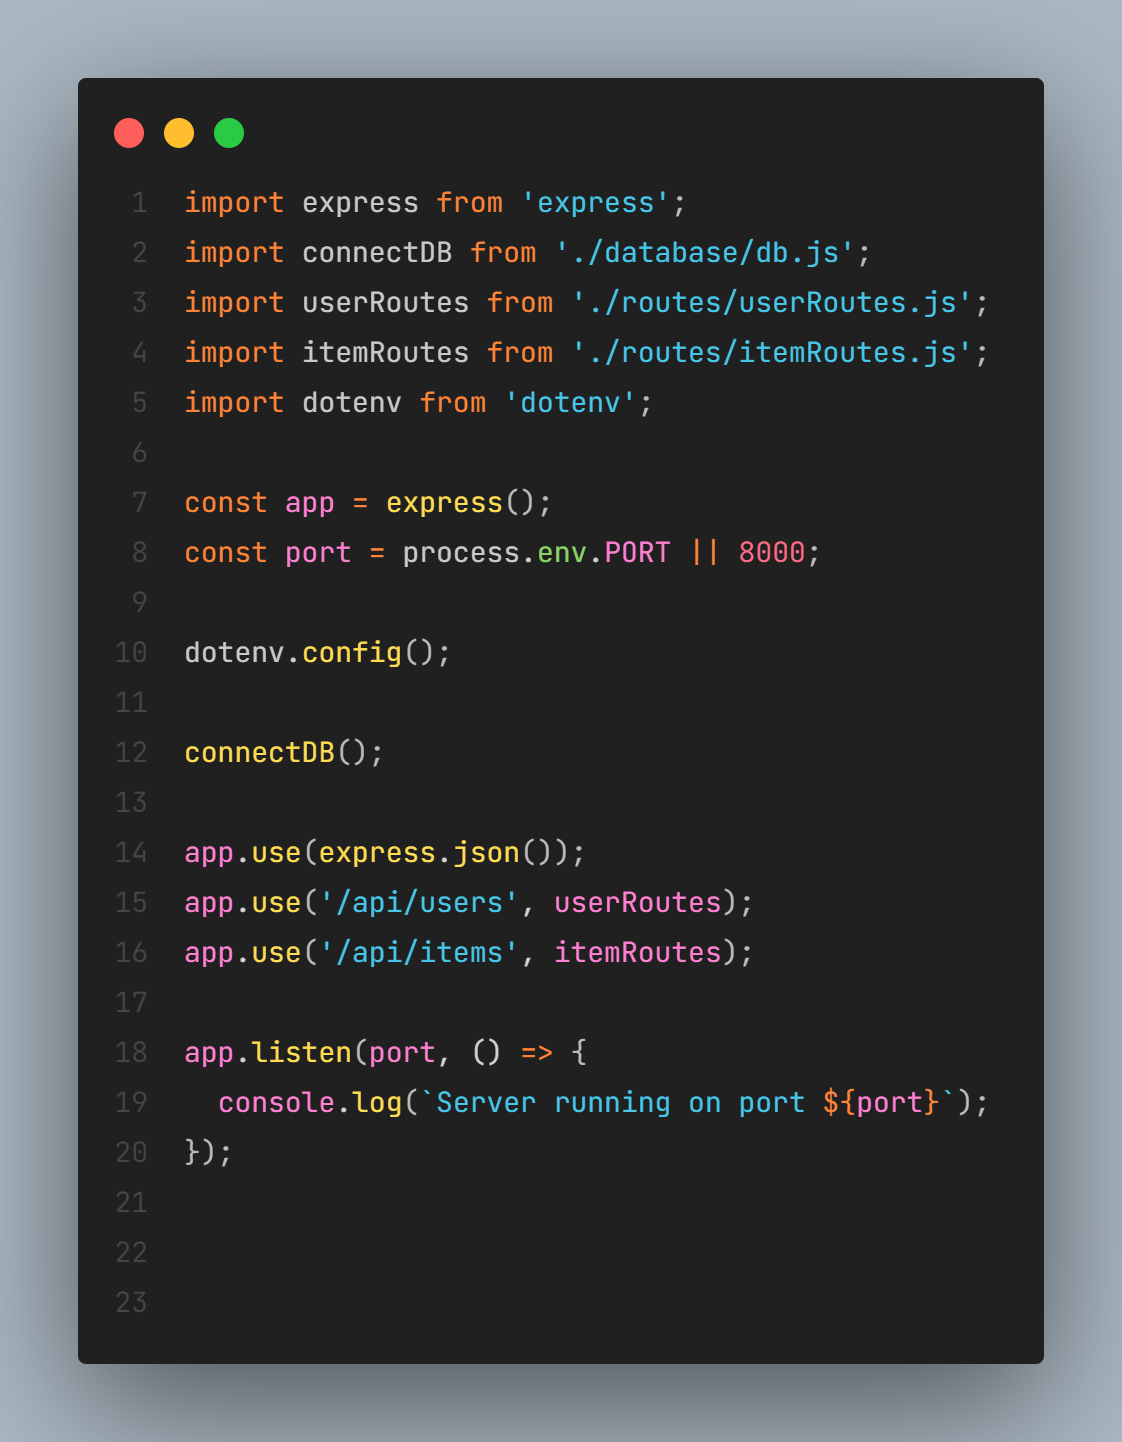 1 import express from 'express';
2 import connectDB from './database/db.js';
3 import userRoutes from './routes/userRoutes.js';
4 import itemRoutes from './routes/itemRoutes.js';
5 import dotenv from 'dotenv';
6
7 const app = express();
8 const port = process.env.PORT || 8000;
9
10 dotenv.config();
11
12 connectDB();
13
14 app.use(express.json());
15 app.use('/api/users', userRoutes);
16 app.use('/api/items', itemRoutes);
17
18 app.listen(port, () => {
19   console.log(`Server running on port ${port}`);
20 });
21
22
23